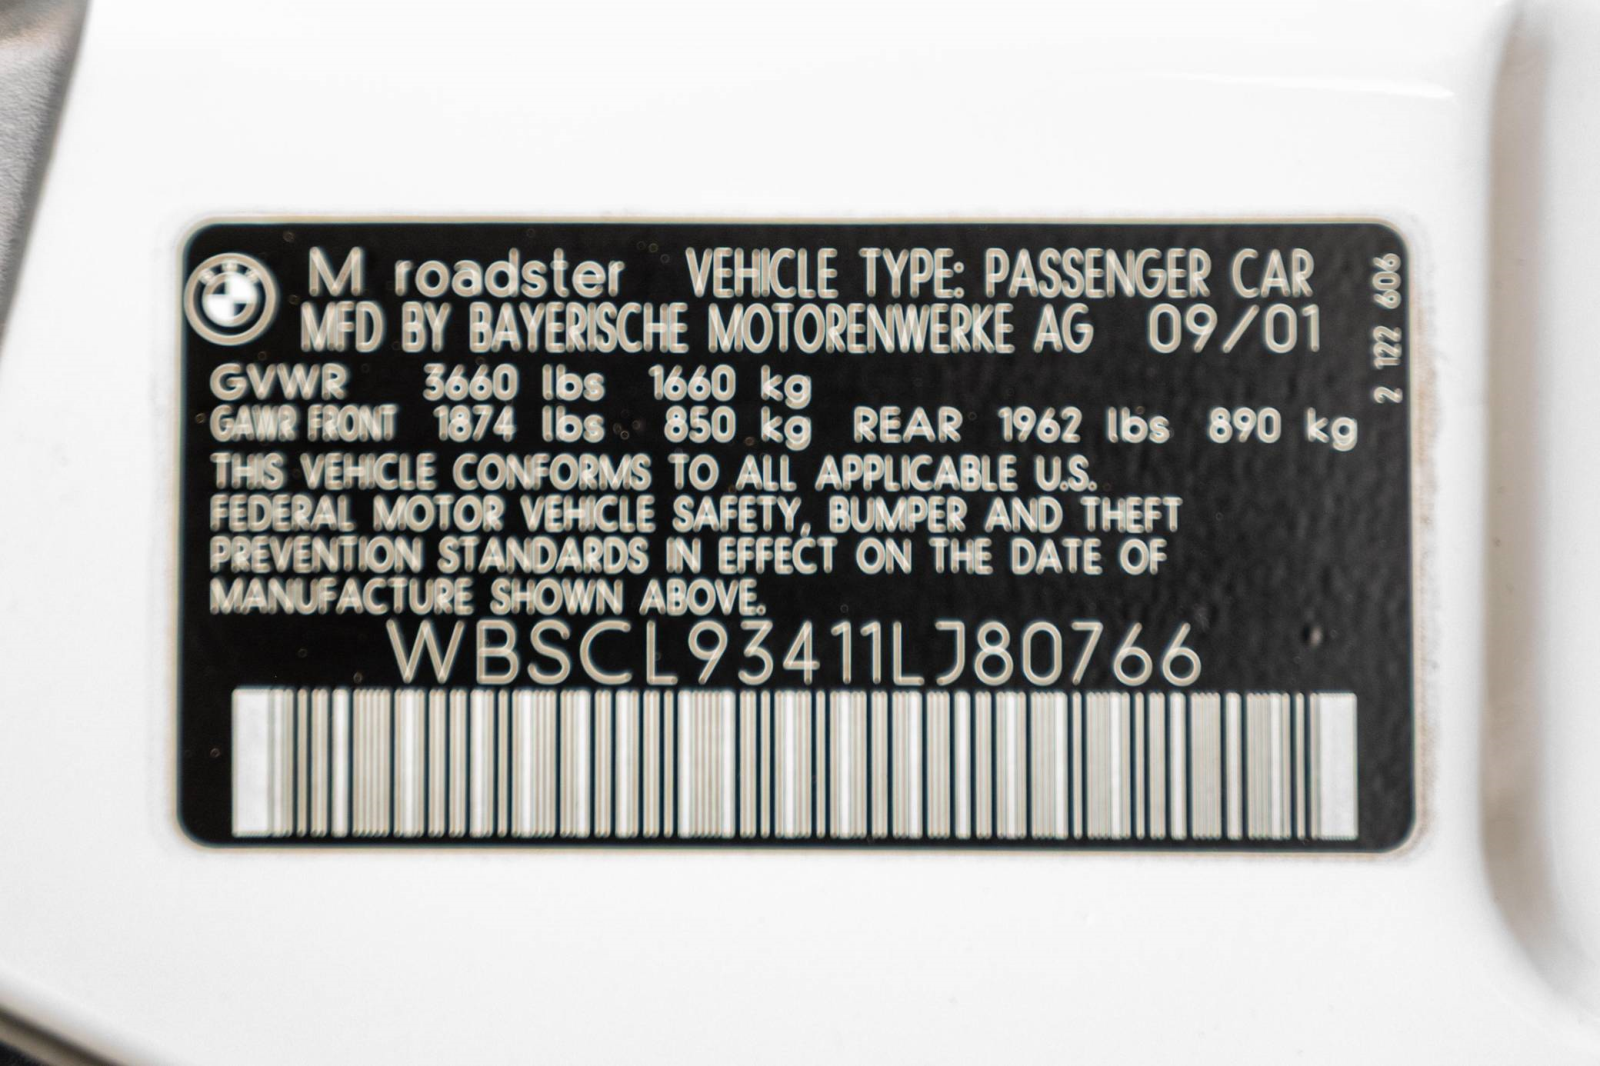 M roadster VEHICLE TYPE: PASSENGER CAR
MFD BY BAYERISCHE MOTORENWERKE AG 09/01
GVWR 3660 lbs 1660 kg
GAWR FRONT 1874 lbs 850 kg REAR 1962 lbs 890 kg
THIS VEHICLE CONFORMS TO ALL APPLICABLE U.S.
FEDERAL MOTOR VEHICLE SAFETY, BUMPER AND THEFT
PREVENTION STANDARDS IN EFFECT ON THE DATE OF
MANUFACTURE SHOWN ABOVE.
WBSCL93411LJ80766
2 122 606
BMW